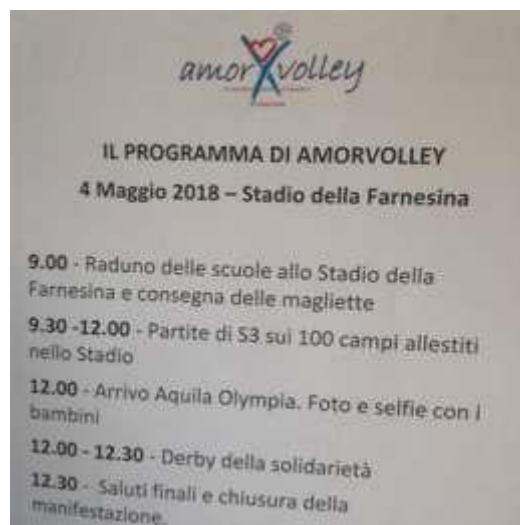 amor volley
IL PROGRAMMA DI AMORVOLLEY
4 Maggio 2018 – Stadio della Farnesina
9.00 - Raduno delle scuole allo Stadio della
Farnesina e consegna delle magliette
9.30 -12.00 - Partite di S3 sui 100 campi allestiti
nello Stadio
12.00 - Arrivo Aquila Olympia. Foto e selfie con i
bambini
12.00 - 12.30 - Derby della solidarietà
12.30 - Saluti finali e chiusura della
manifestazione.